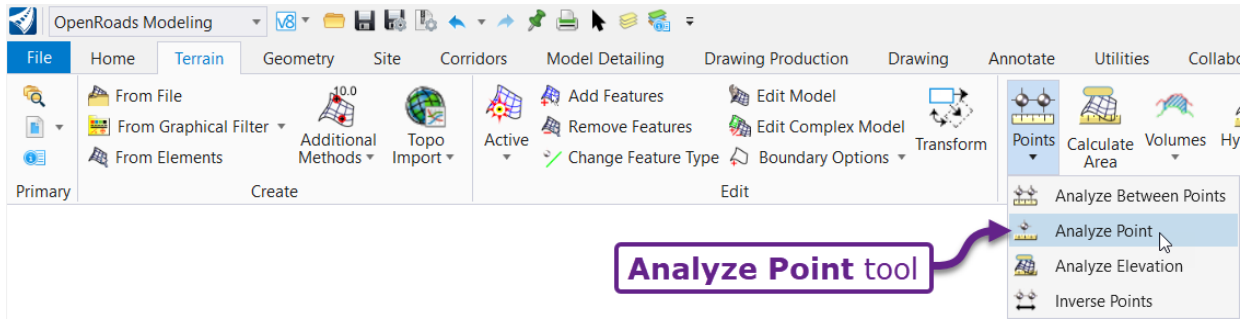 OpenRoads Modeling
File Home Terrain Geometry Site Corridors Model Detailing Drawing Production Drawing Annotate Utilities Collabo
From File
From Graphical Filter
From Elements
10.0
Additional
Methods
Topo
Import
Active
Add Features
Remove Features
Change Feature Type
Edit Model
Edit Complex Model
Boundary Options
Transform
Points
Calculate
Area
Volumes
Hy
Primary Create Edit
Analyze Between Points
Analyze Point
Analyze Elevation
Inverse Points
Analyze Point tool